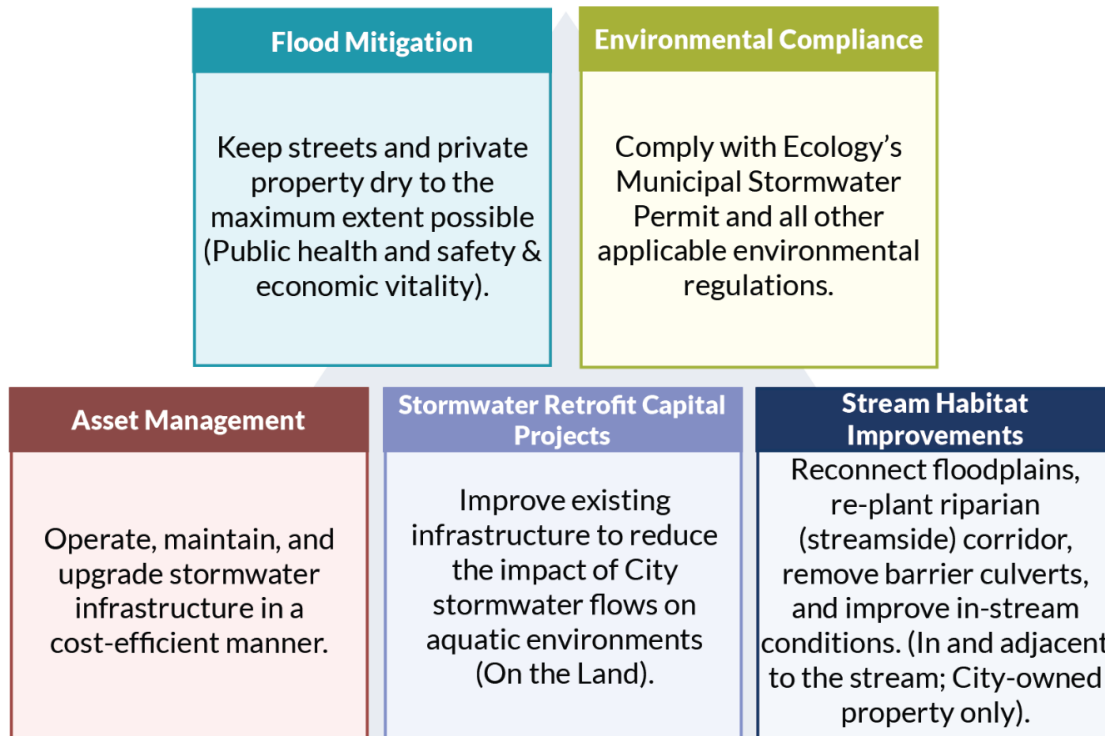 Flood Mitigation
Keep streets and private
property dry to the
maximum extent possible
(Public health and safety &
economic vitality).
Environmental Compliance
Comply with Ecology’s
Municipal Stormwater
Permit and all other
applicable environmental
regulations.
Asset Management
Operate, maintain, and
upgrade stormwater
infrastructure in a
cost-efficient manner.
Stormwater Retrofit Capital
Projects
Improve existing
infrastructure to reduce
the impact of City
stormwater flows on
aquatic environments
(On the Land).
Stream Habitat
Improvements
Reconnect floodplains,
re-plant riparian
(streamside) corridor,
remove barrier culverts,
and improve in-stream
conditions. (In and adjacent
to the stream; City-owned
property only).